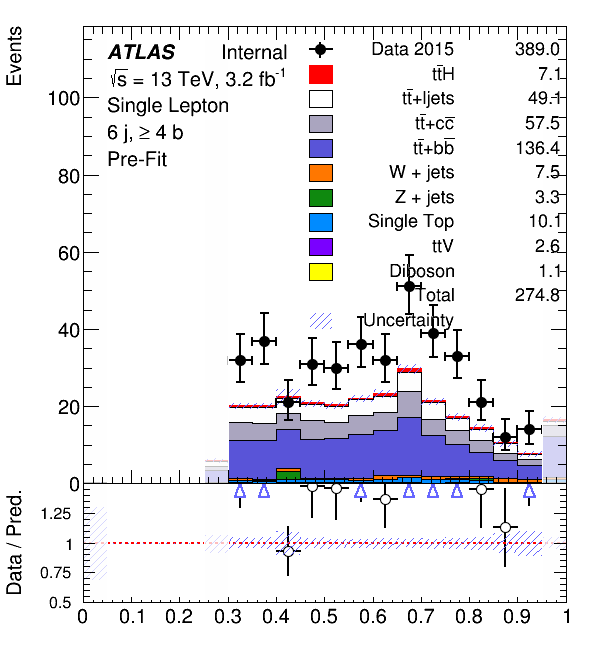 Events
ATLAS Internal
√s = 13 TeV, 3.2 fb⁻¹
Single Lepton
6 j, ≥ 4 b
Pre-Fit
Data 2015 389.0
tt̄H 7.1
tt̄+ljets 49.1
tt̄+cc̄ 57.5
tt̄+bb̄ 136.4
W + jets 7.5
Z + jets 3.3
Single Top 10.1
ttV 2.6
Diboson 1.1
Total 274.8
Uncertainty
100
80
60
40
20
0
Data / Pred.
1.25
1
0.75
0.5
0 0.1 0.2 0.3 0.4 0.5 0.6 0.7 0.8 0.9 1